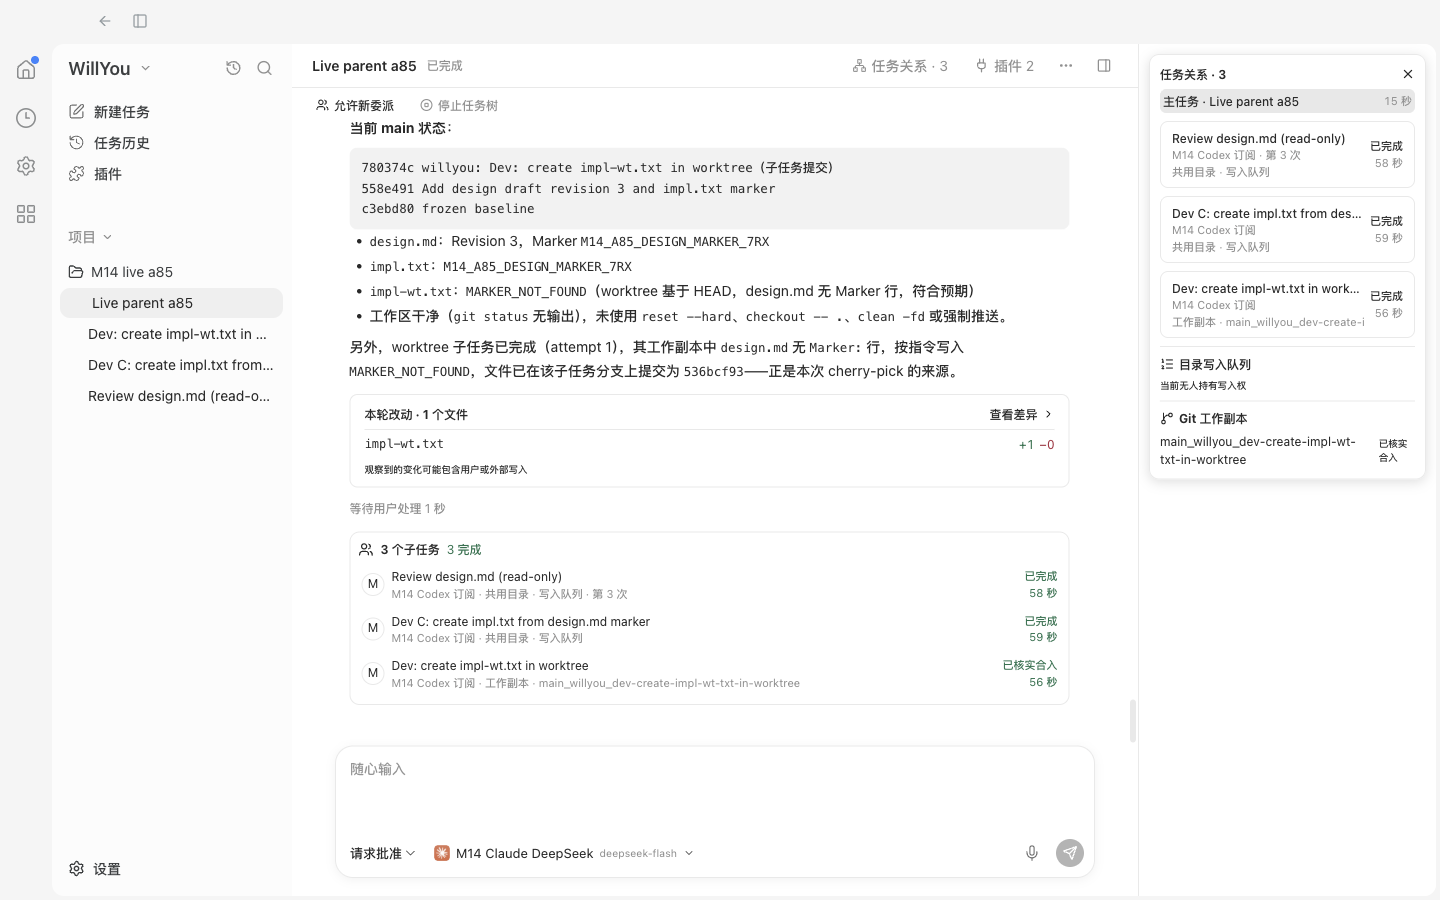 WillYou
新建任务
任务历史
插件
项目
M14 live a85
Live parent a85
Dev: create impl-wt.txt in ...
Dev C: create impl.txt from...
Review design.md (read-o...
设置
Live parent a85 已完成
任务关系 · 3
插件 2
允许新委派
停止任务树
当前 main 状态：
780374c willyou: Dev: create impl-wt.txt in worktree (子任务提交)
558e491 Add design draft revision 3 and impl.txt marker
c3ebd80 frozen baseline
• design.md：Revision 3，Marker M14_A85_DESIGN_MARKER_7RX
• impl.txt：M14_A85_DESIGN_MARKER_7RX
• impl-wt.txt：MARKER_NOT_FOUND（worktree 基于 HEAD，design.md 无 Marker 行，符合预期）
• 工作区干净（git status 无输出），未使用 reset --hard、checkout -- .、clean -fd 或强制推送。
另外，worktree 子任务已完成（attempt 1），其工作副本中 design.md 无 Marker: 行，按指令写入
MARKER_NOT_FOUND，文件已在该子任务分支上提交为 536bcf93——正是本次 cherry-pick 的来源。
本轮改动 · 1 个文件
查看差异
impl-wt.txt
+1 −0
观察到的变化可能包含用户或外部写入
等待用户处理 1 秒
3 个子任务 3 完成
M
Review design.md (read-only)
已完成
M14 Codex 订阅 · 共用目录 · 写入队列 · 第 3 次
58 秒
M
Dev C: create impl.txt from design.md marker
已完成
M14 Codex 订阅 · 共用目录 · 写入队列
59 秒
M
Dev: create impl-wt.txt in worktree
已核实合入
M14 Codex 订阅 · 工作副本 · main_willyou_dev-create-impl-wt-txt-in-worktree
56 秒
随心输入
请求批准
M14 Claude DeepSeek deepseek-flash
任务关系 · 3
主任务 · Live parent a85
15 秒
Review design.md (read-only)
已完成
M14 Codex 订阅 · 第 3 次
58 秒
共用目录 · 写入队列
Dev C: create impl.txt from des...
已完成
M14 Codex 订阅
59 秒
共用目录 · 写入队列
Dev: create impl-wt.txt in work...
已完成
M14 Codex 订阅
56 秒
工作副本 · main_willyou_dev-create-i
目录写入队列
当前无人持有写入权
Git 工作副本
main_willyou_dev-create-impl-wt-
txt-in-worktree
已核实
合入